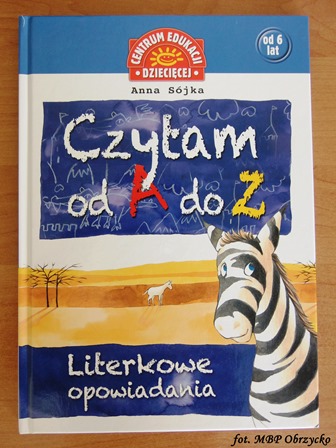 CENTRUM EDUKACJI
DZIECIĘCEJ
od 6
lat
Anna Sójka
Czytam
od A do Z
Literkowe
opowiadania
fot. MBP Obrzycko